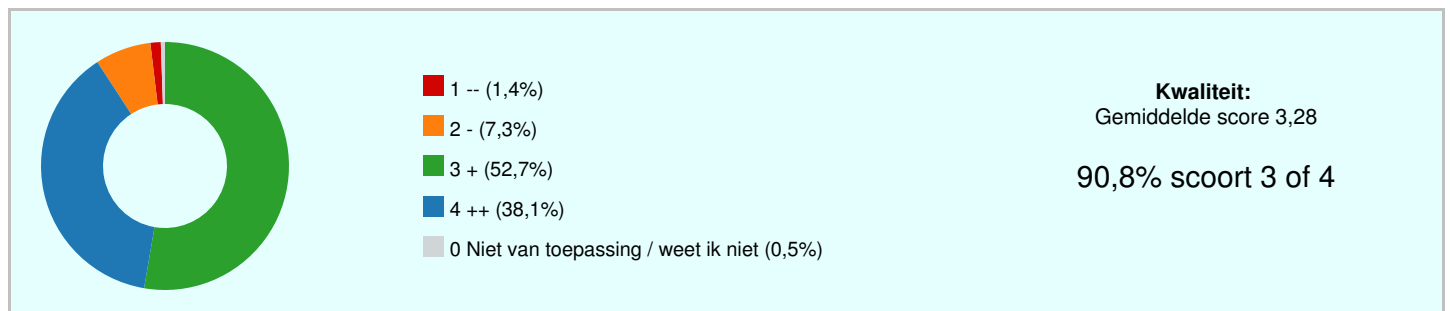 1 -- (1,4%)
2 - (7,3%)
3 + (52,7%)
4 ++ (38,1%)
0 Niet van toepassing / weet ik niet (0,5%)
Kwaliteit:
Gemiddelde score 3,28
90,8% scoort 3 of 4